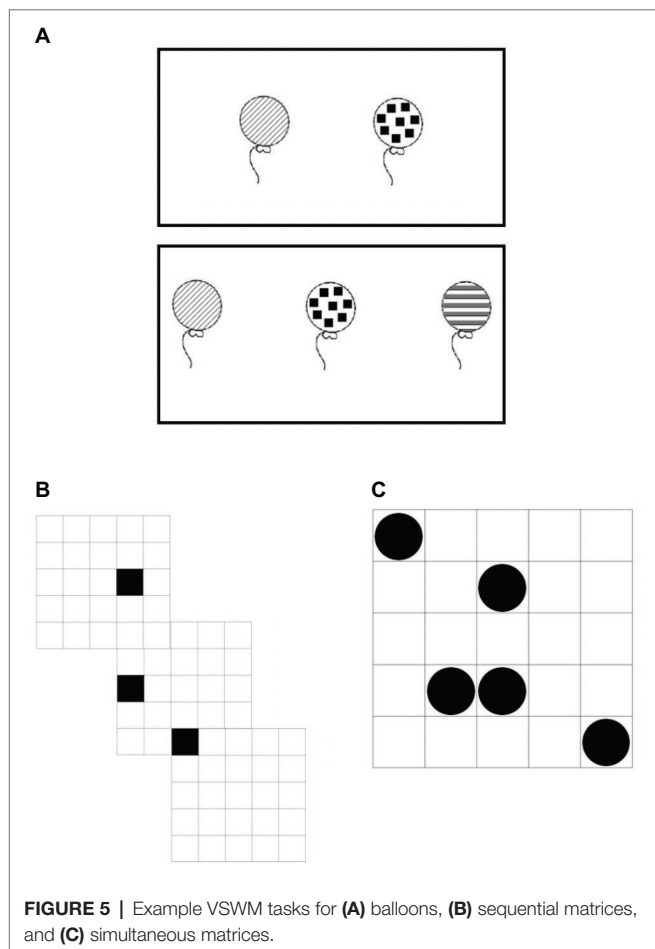 A
B
C
FIGURE 5 | Example VSWM tasks for (A) balloons, (B) sequential matrices,
and (C) simultaneous matrices.